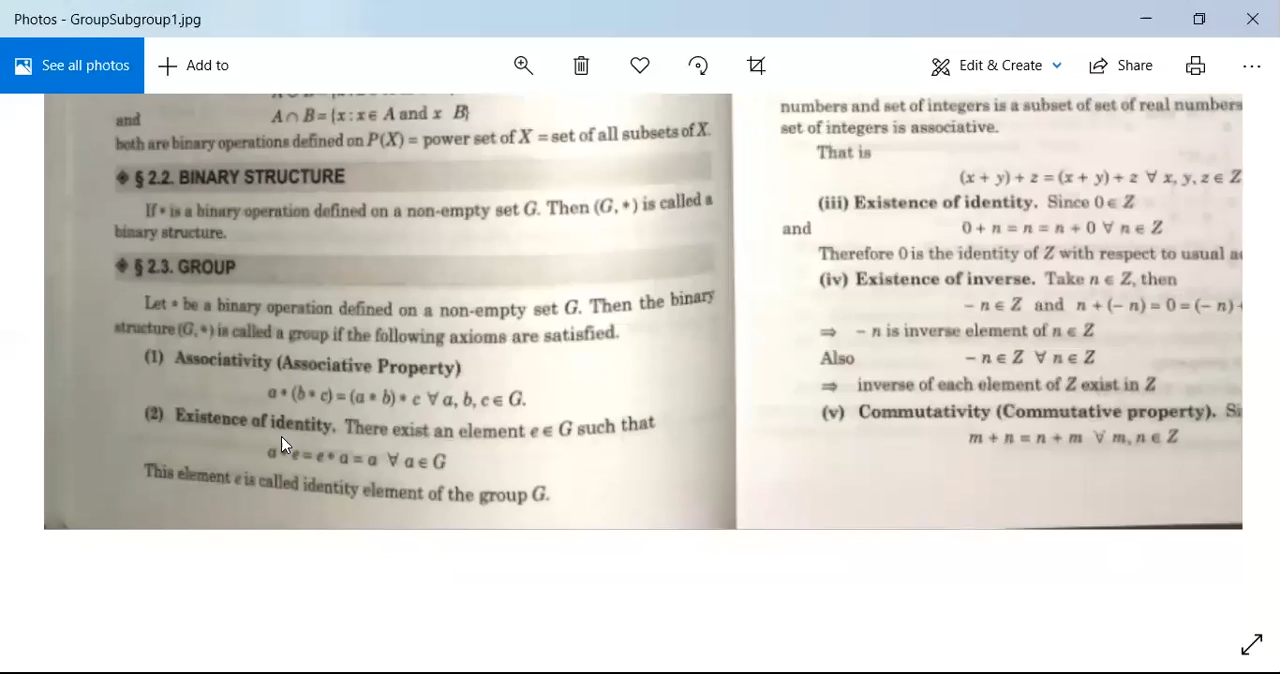 Photos - GroupSubgroup1.jpg
See all photos
Add to
Edit & Create
Share
and
A ∩ B = {x : x ∈ A and x B}
both are binary operations defined on P(X) = power set of X = set of all subsets of X.
§ 2.2. BINARY STRUCTURE
If * is a binary operation defined on a non-empty set G. Then (G, *) is called a
binary structure.
§ 2.3. GROUP
Let * be a binary operation defined on a non-empty set G. Then the binary
structure (G, *) is called a group if the following axioms are satisfied.
(1) Associativity (Associative Property)
a * (b * c) = (a * b) * c ∀ a, b, c ∈ G.
(2) Existence of identity. There exist an element e ∈ G such that
a e = e * a = a ∀ a ∈ G
This element e is called identity element of the group G.
numbers and set of integers is a subset of set of real numbers
set of integers is associative.
That is
(x + y) + z = (x + y) + z ∀ x, y, z ∈ Z
(iii) Existence of identity. Since 0 ∈ Z
and 0 + n = n = n + 0 ∀ n ∈ Z
Therefore 0 is the identity of Z with respect to usual
(iv) Existence of inverse. Take n ∈ Z, then
– n ∈ Z and n + (– n) = 0 = (– n) +
⇒ – n is inverse element of n ∈ Z
Also – n ∈ Z ∀ n ∈ Z
⇒ inverse of each element of Z exist in Z
(v) Commutativity (Commutative property).
m + n = n + m ∀ m, n ∈ Z